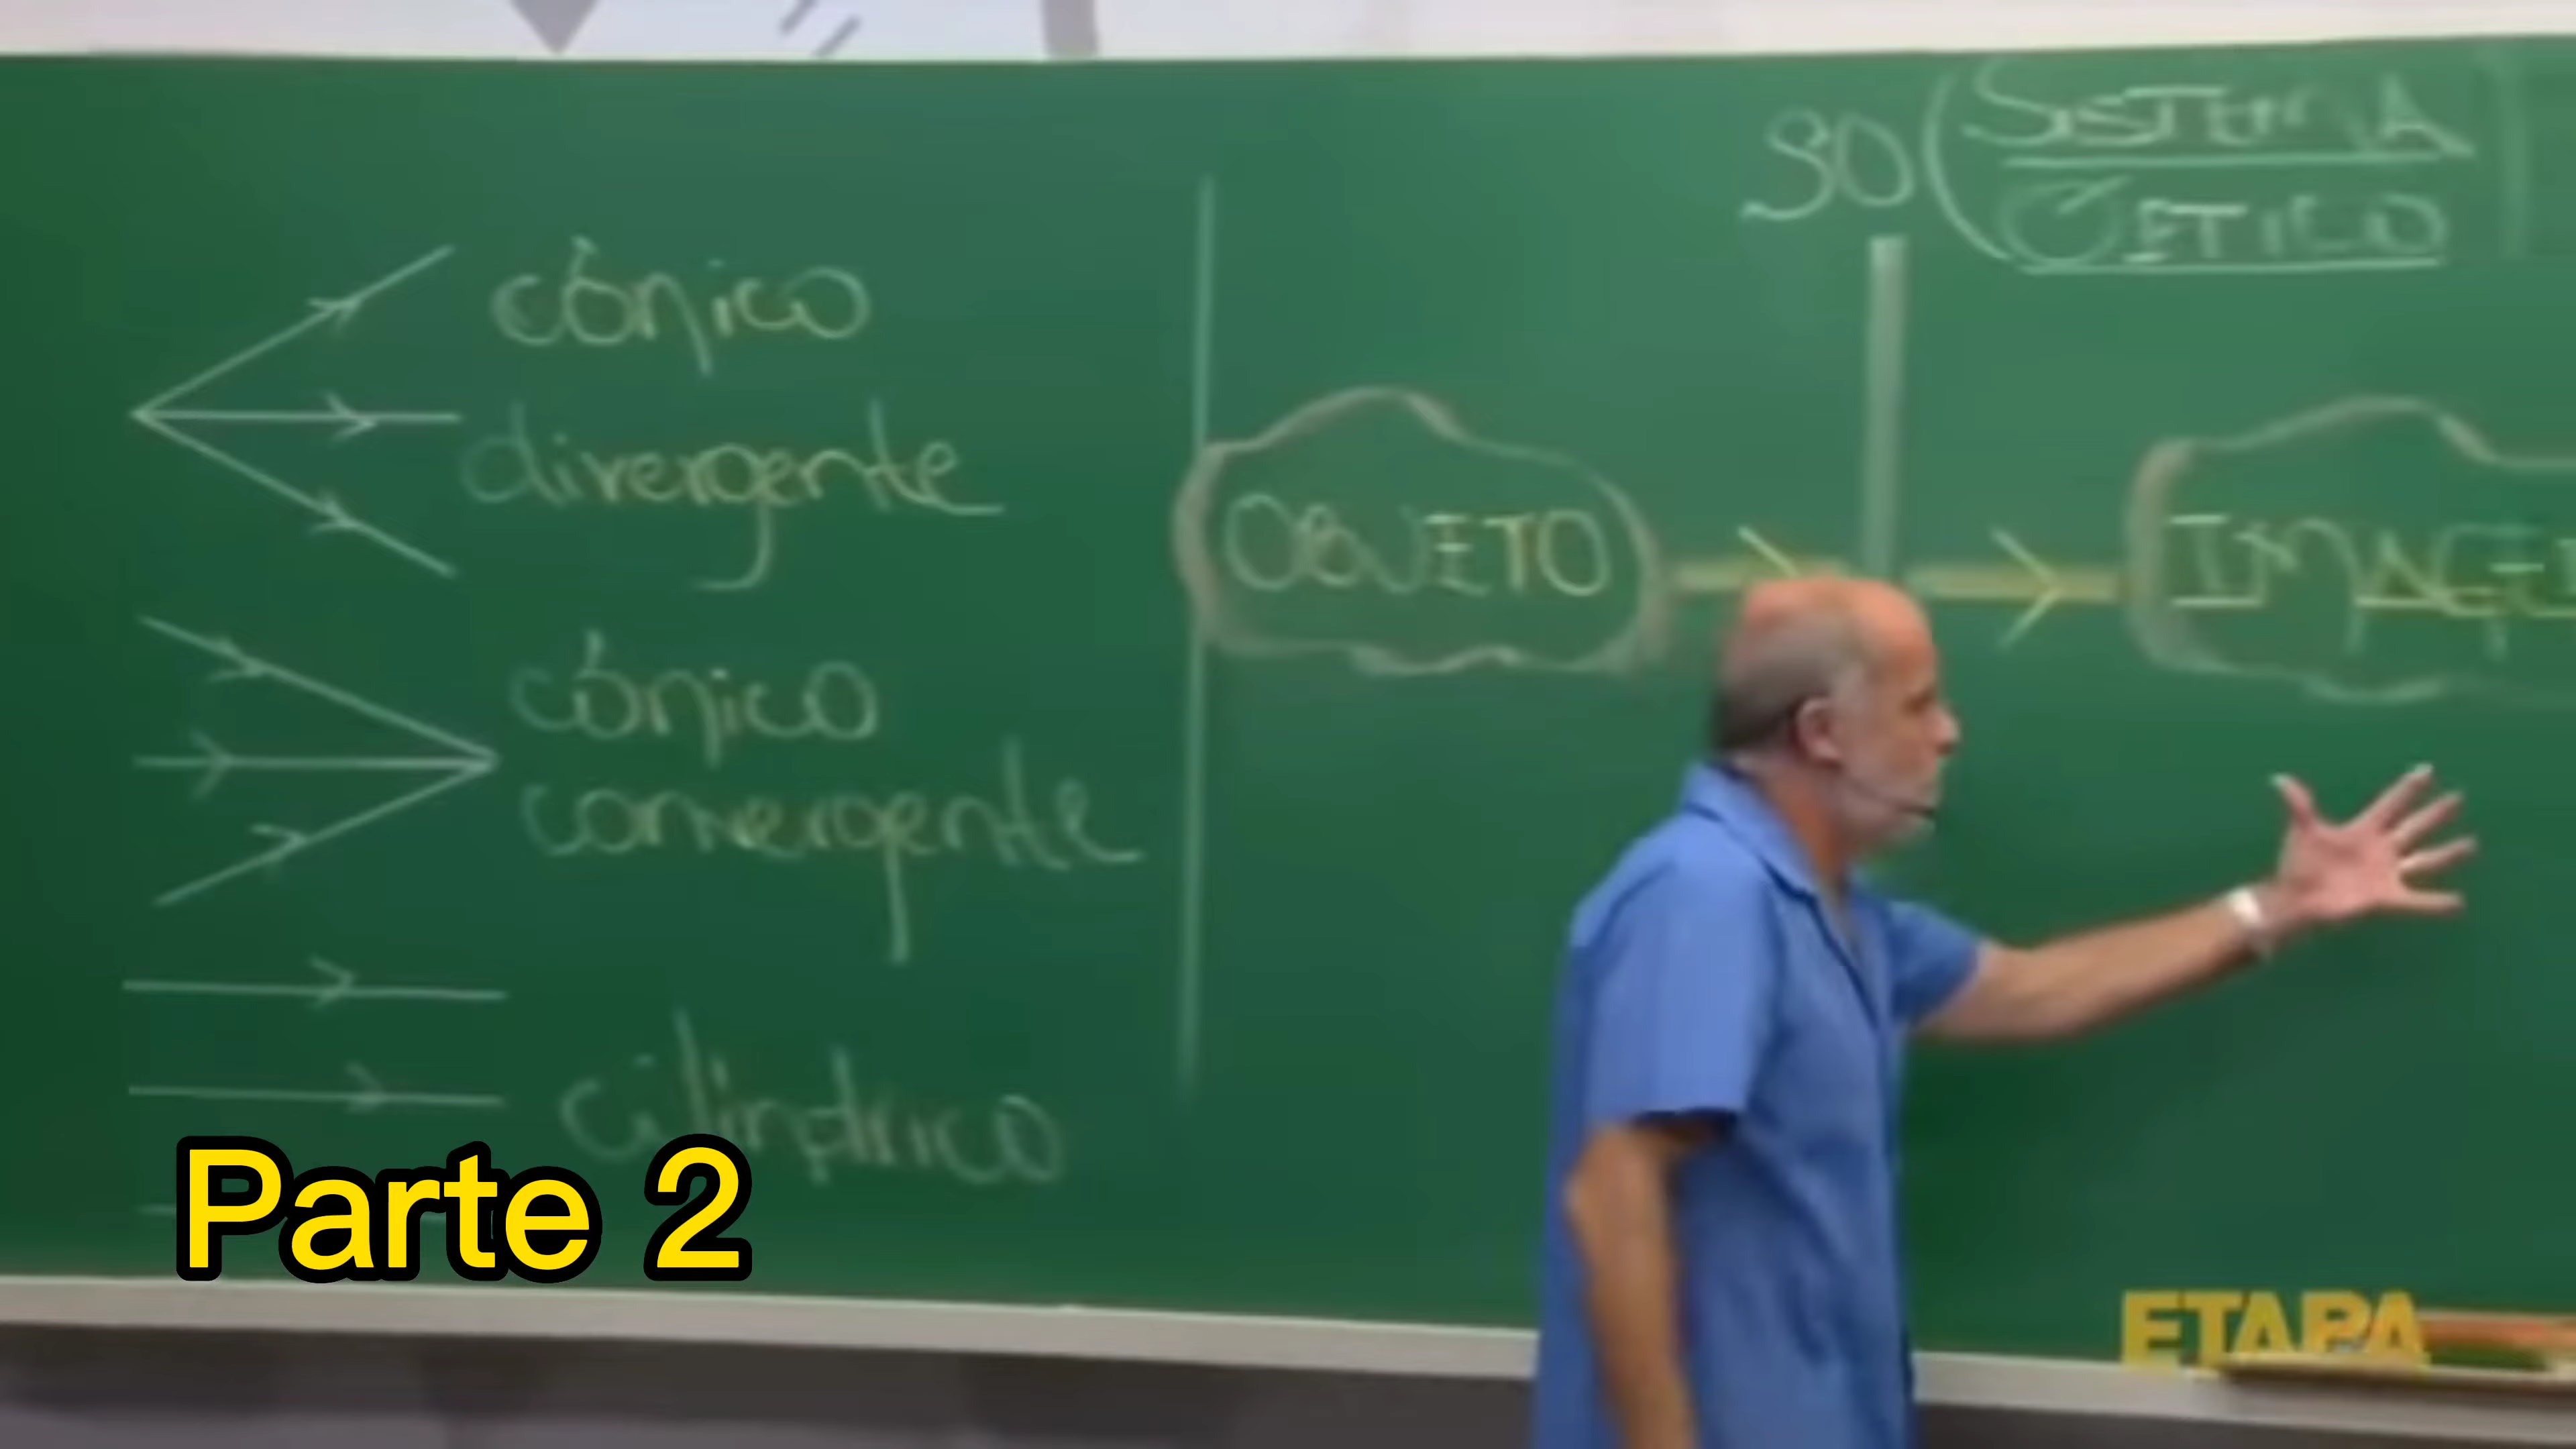 cônico
divergente
cônico
convergente
cilíndrico
SO (SISTEMA
ÓPTICO
OBJETO
IMAGE
Parte 2
ETAPA